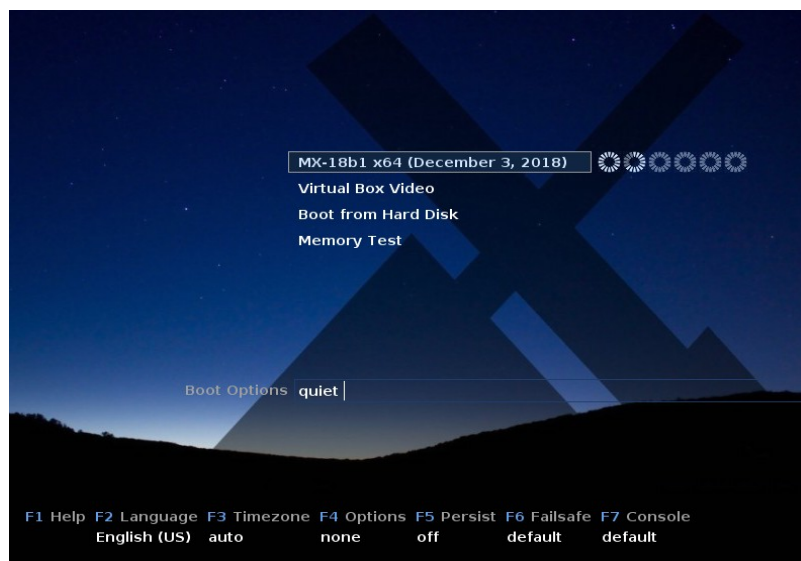 MX-18b1 x64 (December 3, 2018)
Virtual Box Video
Boot from Hard Disk
Memory Test
Boot Options quiet
F1 Help F2 Language F3 Timezone F4 Options F5 Persist F6 Failsafe F7 Console
English (US) auto none off default default